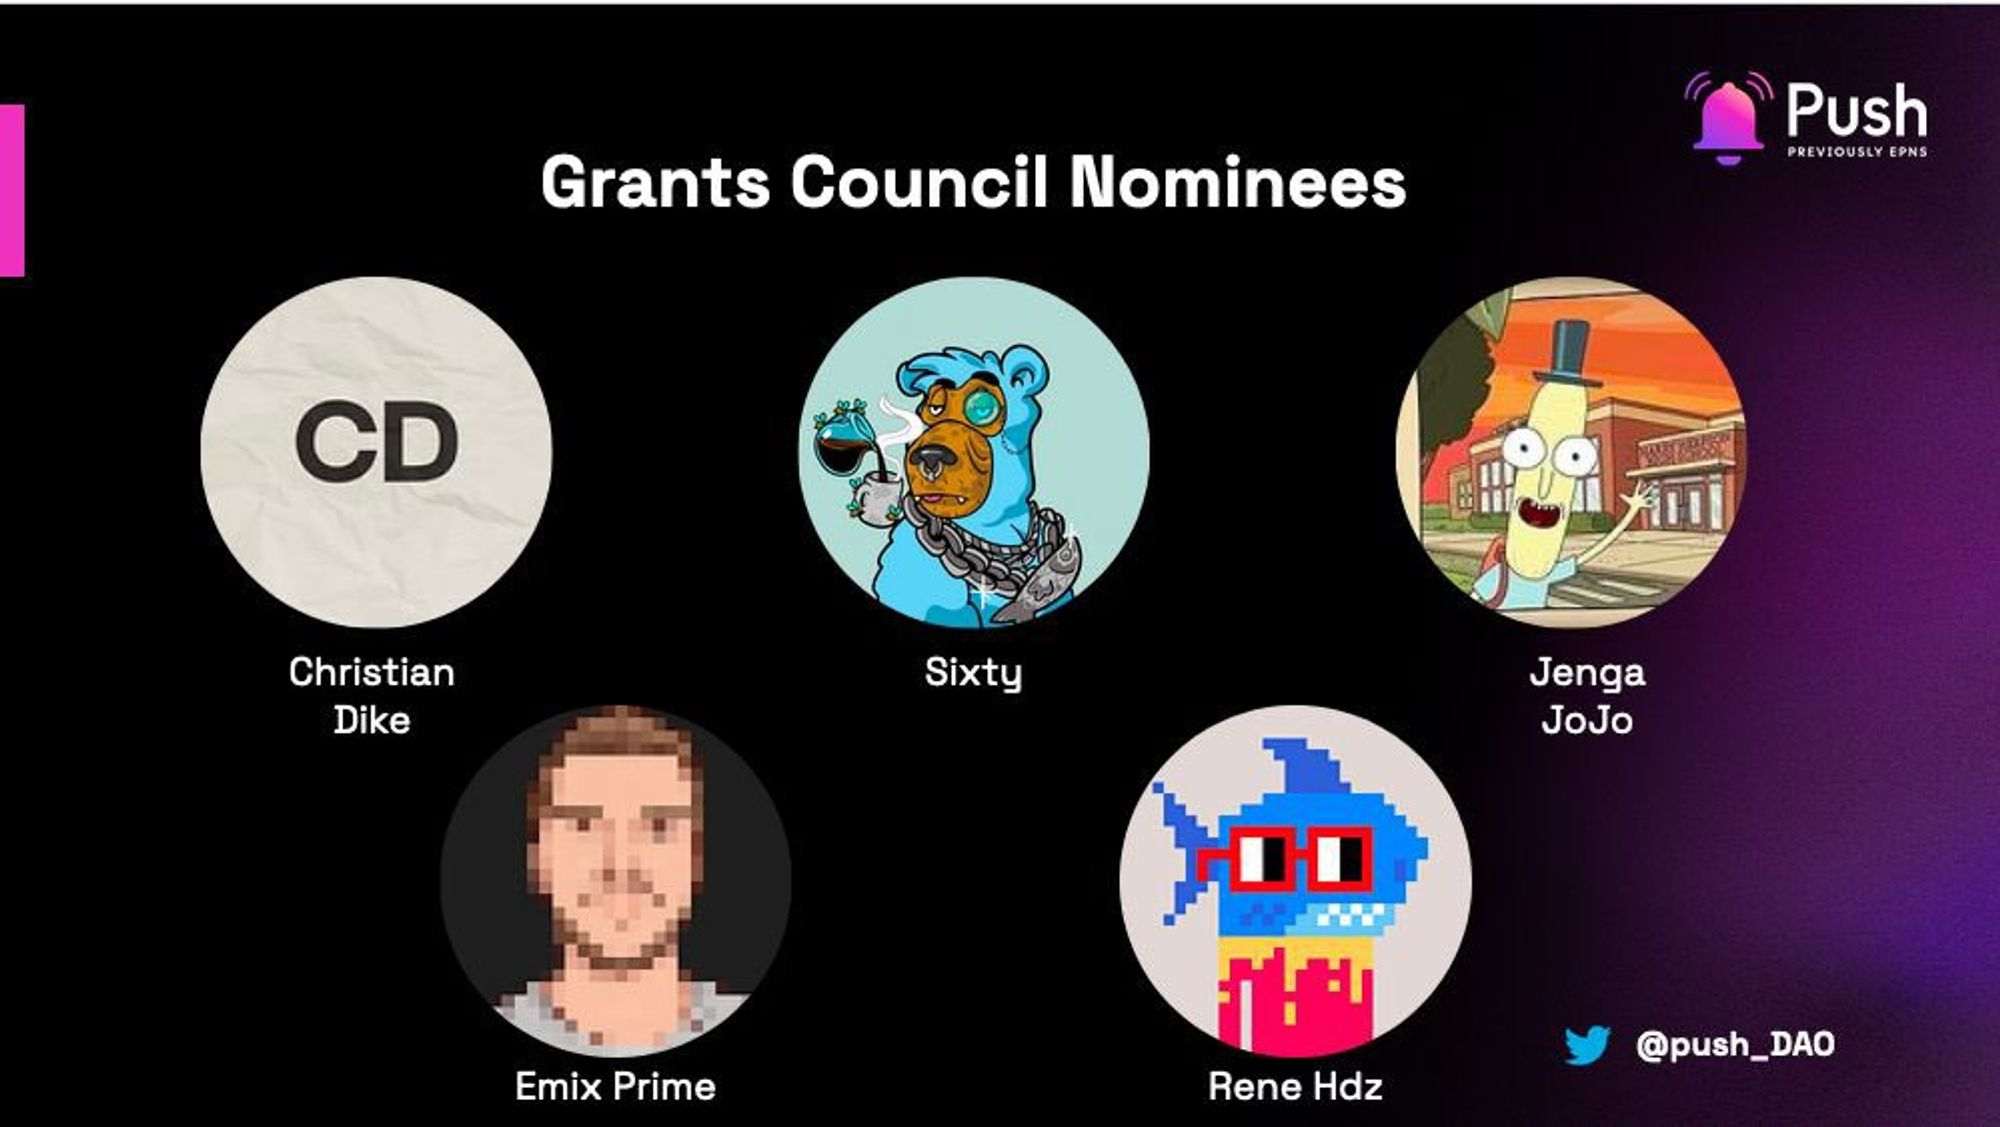 Push
PREVIOUSLY EPNS
Grants Council Nominees
CD
Christian
Dike
Sixty
Jenga
JoJo
Emix Prime
Rene Hdz
@push_DAO